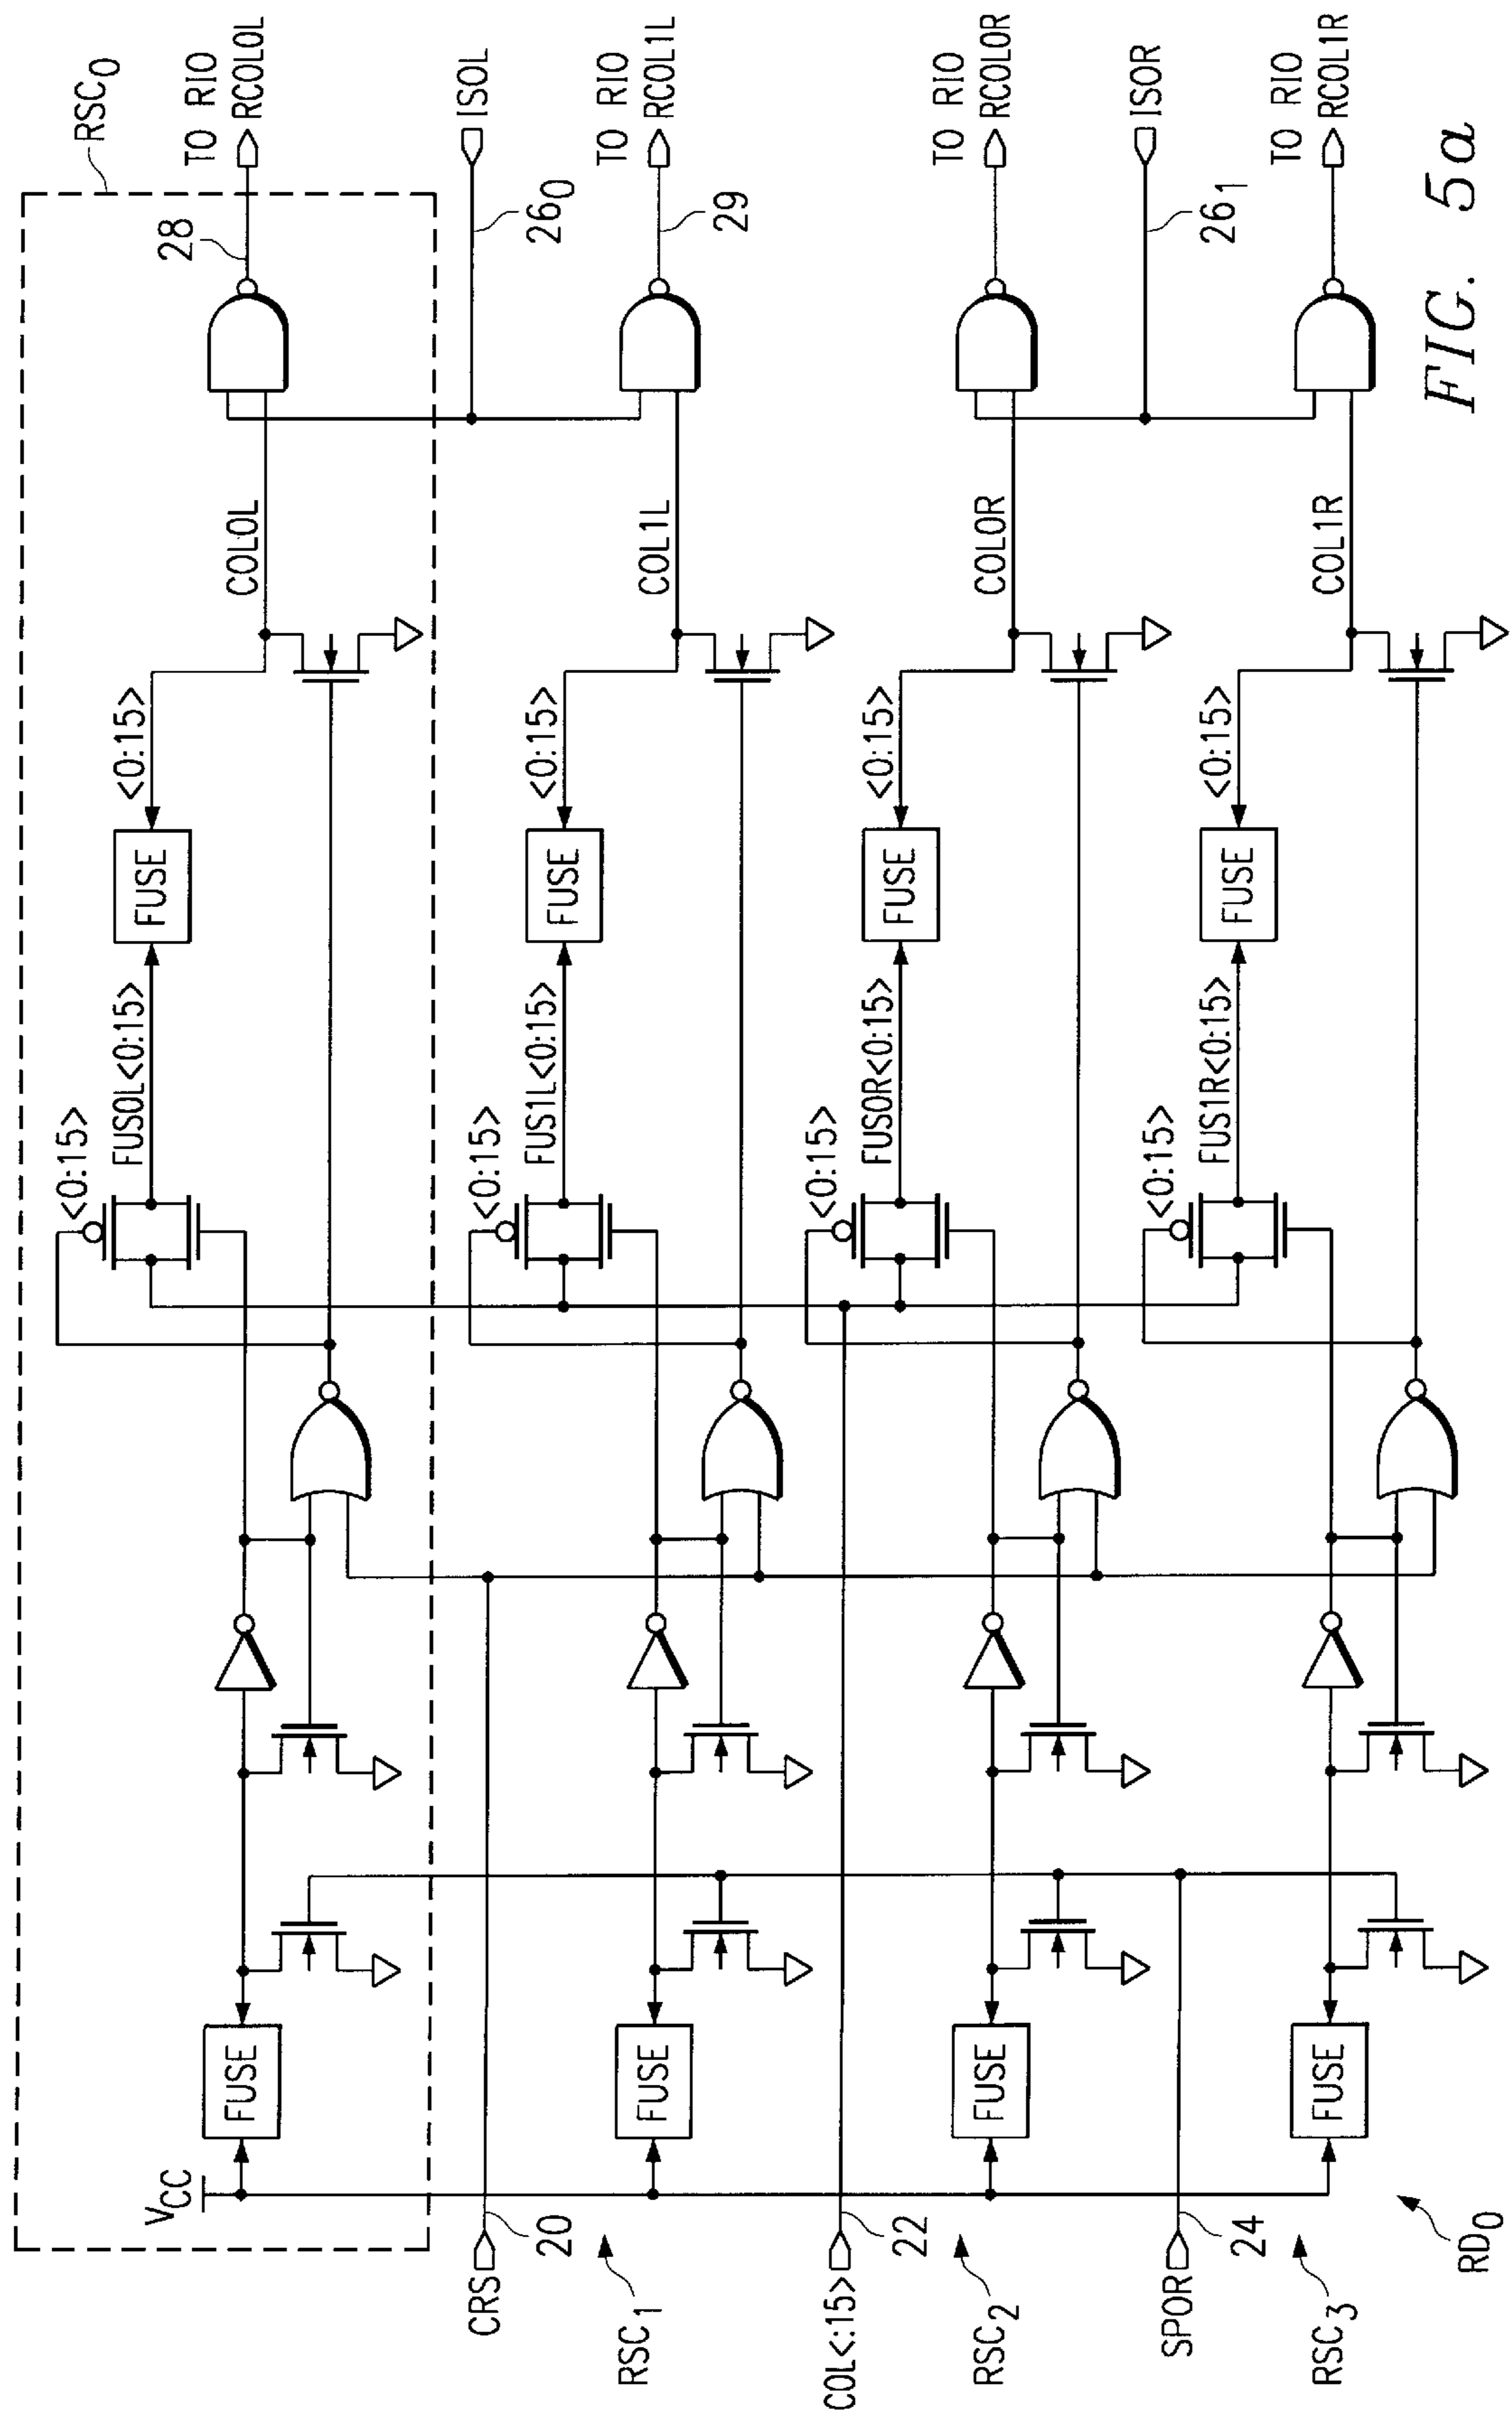 RSC0
VCC
FUSE
<0:15>
FUS0L<0:15>
FUSE
<0:15>
COL0L
28
TO RIO
RCOL0L
CRS
20
260
ISOL
RSC1
FUSE
<0:15>
FUS1L<0:15>
FUSE
<0:15>
COL1L
29
TO RIO
RCOL1L
COL<:15>
22
RSC2
FUSE
<0:15>
FUS0R<0:15>
FUSE
<0:15>
COL0R
TO RIO
RCOL0R
SPOR
24
261
ISOR
RSC3
FUSE
<0:15>
FUS1R<0:15>
FUSE
<0:15>
COL1R
TO RIO
RCOL1R
RD0
FIG. 5a